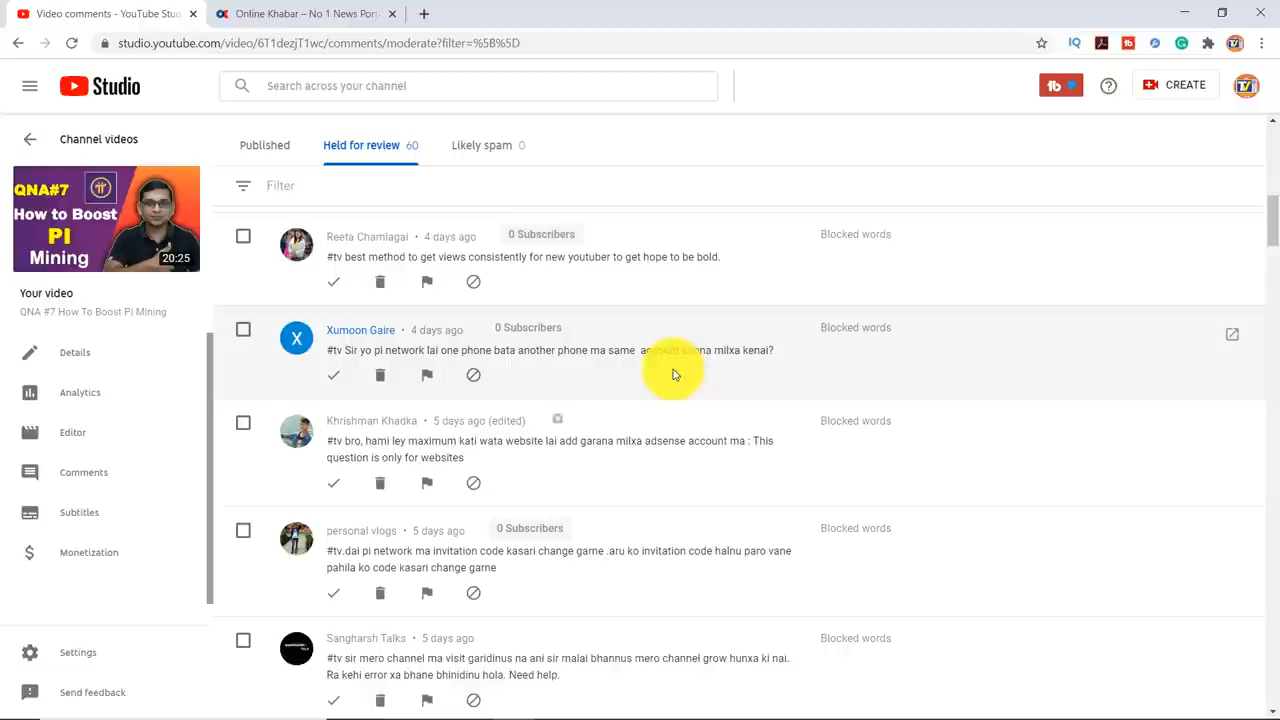 Video comments - YouTube Stu
Online Khabar – No 1 News Port
studio.youtube.com/video/6T1dezjT1wc/comments/moderate?filter=%5B%5D
Studio
Search across your channel
CREATE
Channel videos
QNA#7
How to Boost
PI
Mining
20:25
Your video
QNA #7 How To Boost Pi Mining
Details
Analytics
Editor
Comments
Subtitles
Monetization
Settings
Send feedback
Published
Held for review 60
Likely spam 0
Filter
Reeta Chamlagai • 4 days ago
0 Subscribers
Blocked words
#tv best method to get views consistently for new youtuber to get hope to be bold.
Xumoon Gaire • 4 days ago
0 Subscribers
Blocked words
#tv Sir yo pi network lai one phone bata another phone ma same account milxa kenai?
Khrishman Khadka • 5 days ago (edited)
Blocked words
#tv bro, hami ley maximum kati wata website lai add garana milxa adsense account ma : This
question is only for websites
personal vlogs • 5 days ago
0 Subscribers
Blocked words
#tv.dai pi network ma invitation code kasari change garne .aru ko invitation code halnu paro vane
pahila ko code kasari change garne
Sangharsh Talks • 5 days ago
Blocked words
#tv sir mero channel ma visit garidinus na ani sir malai bhannus mero channel grow hunxa ki nai.
Ra kehi error xa bhane bhinidinu hola. Need help.